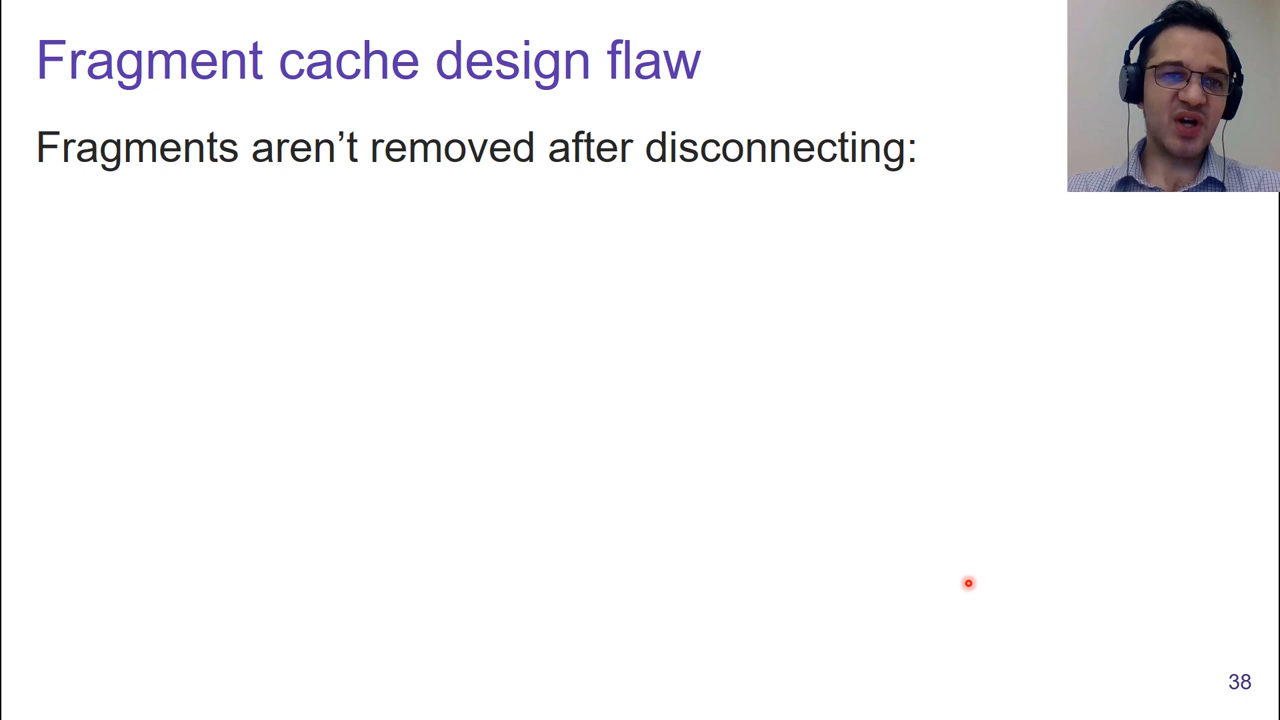 Fragment cache design flaw
Fragments aren’t removed after disconnecting:
38